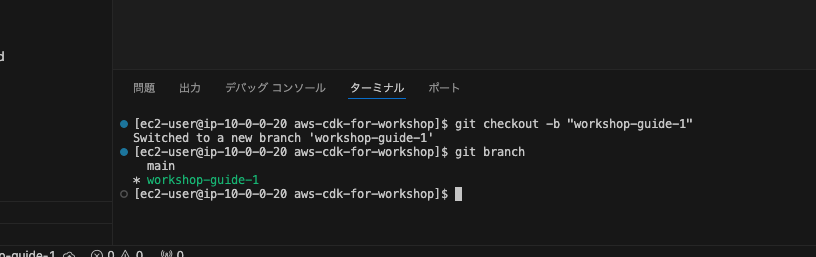 d
問題 出力 デバッグ コンソール ターミナル ポート
[ec2-user@ip-10-0-0-20 aws-cdk-for-workshop]$ git checkout -b "workshop-guide-1"
Switched to a new branch 'workshop-guide-1'
[ec2-user@ip-10-0-0-20 aws-cdk-for-workshop]$ git branch
main
* workshop-guide-1
[ec2-user@ip-10-0-0-20 aws-cdk-for-workshop]$
p-guide-1 0 0 0